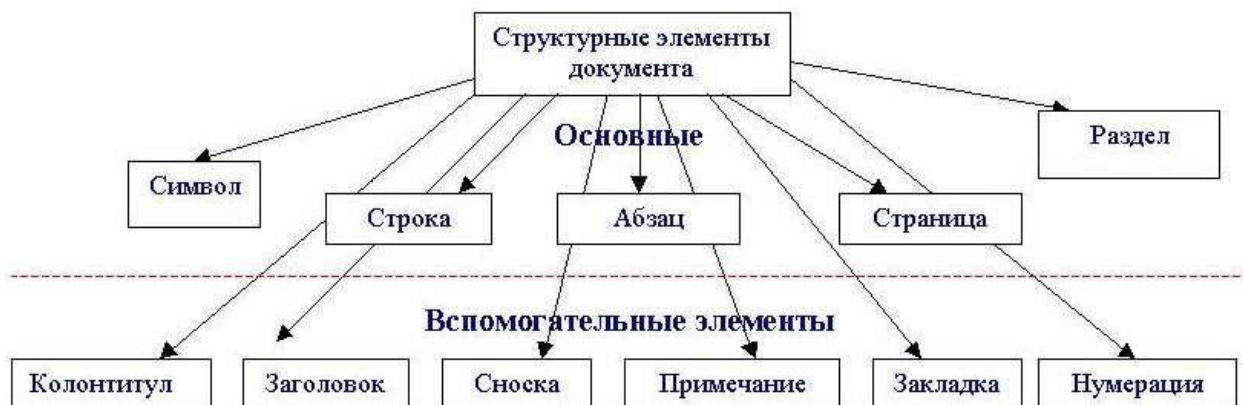 Структурные элементы
документа
Основные
Раздел
Символ
Строка
Абзац
Страница
Вспомогательные элементы
Колонтитул
Заголовок
Сноска
Примечание
Закладка
Нумерация